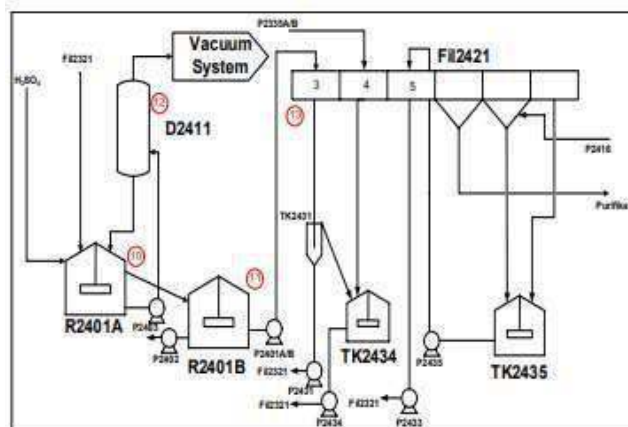 P2330A/B
Fil2321
Vacuum
System
Fil2421
H₂SO₄
3
4
5
12
13
D2411
P2416
Purifika
TK2431
10
11
R2401A
P2403
P2402
R2401B
P2401A/B
TK2434
P2435
TK2435
Fil2321
P2431
Fil2321
P2434
Fil2321
P2433